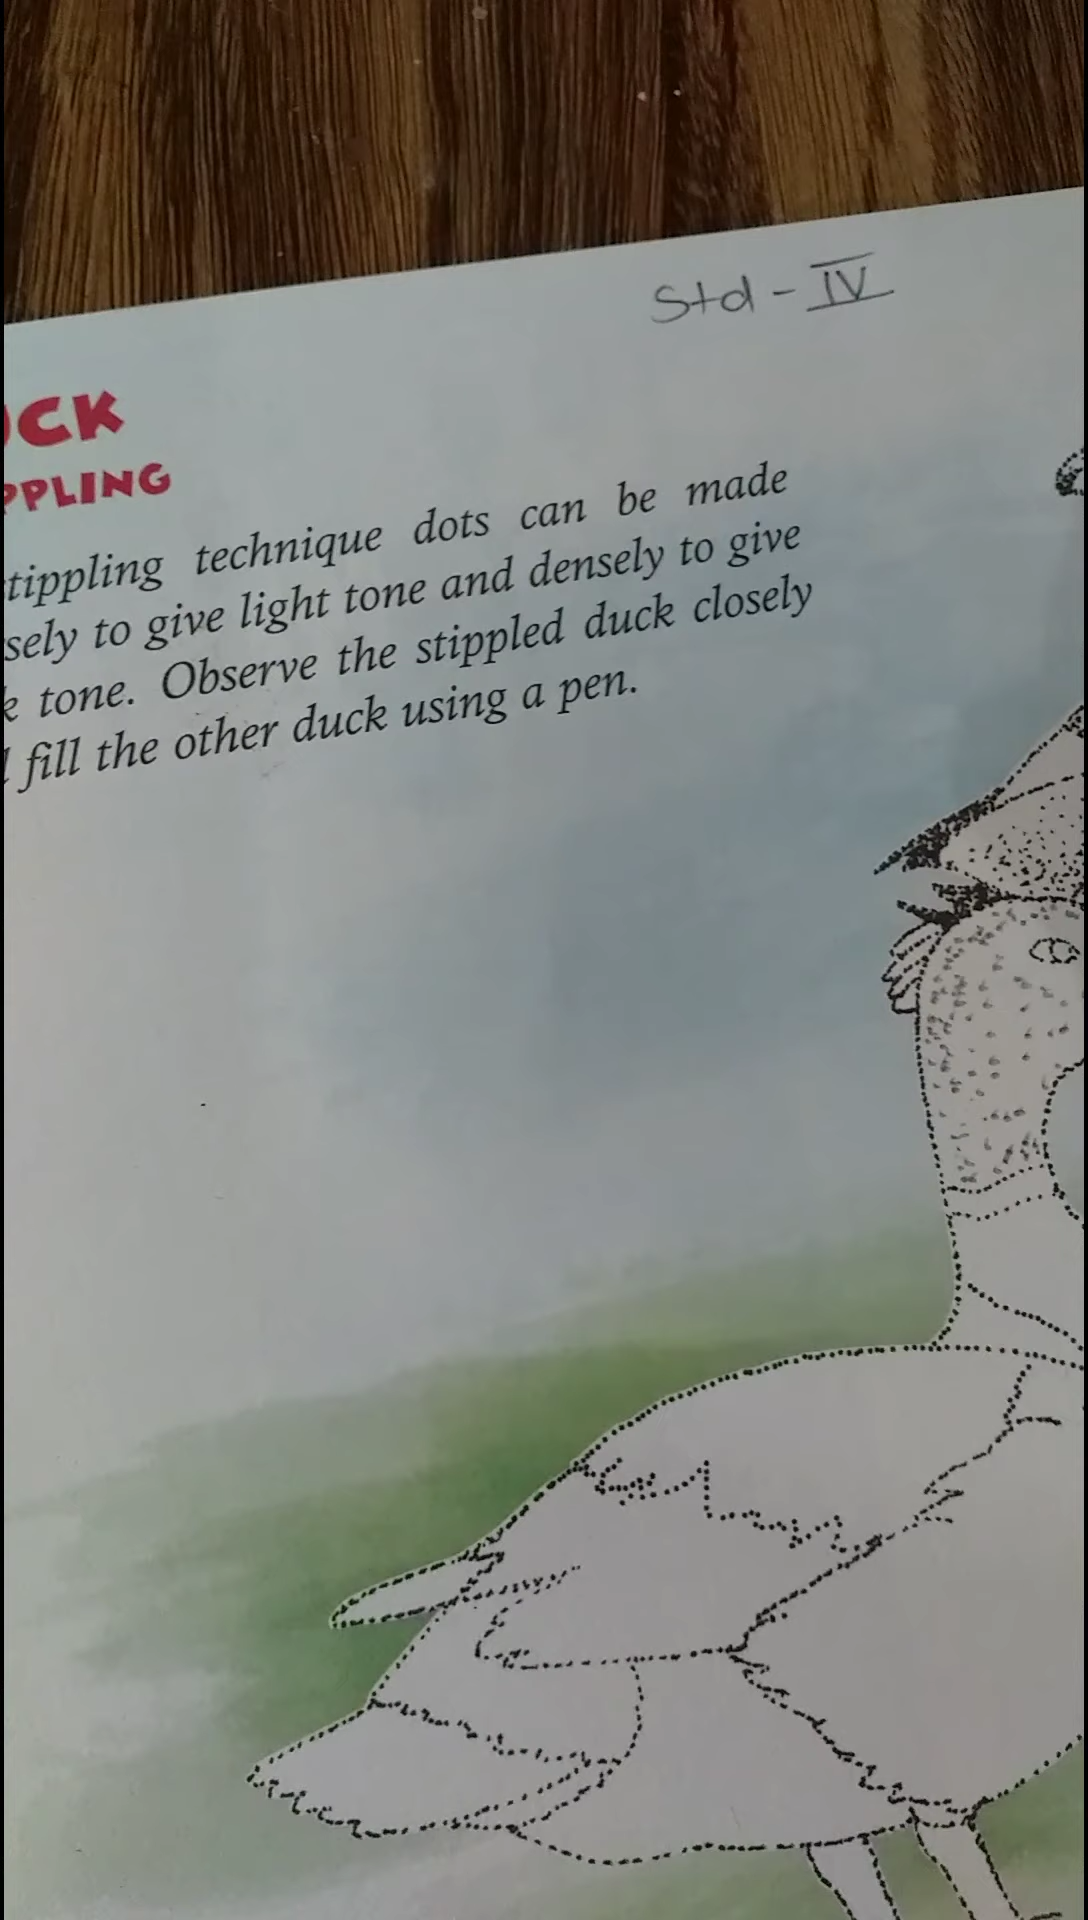 Std - IV
UCK
PPLING
tippling technique dots can be made
sely to give light tone and densely to give
k tone. Observe the stippled duck closely
fill the other duck using a pen.